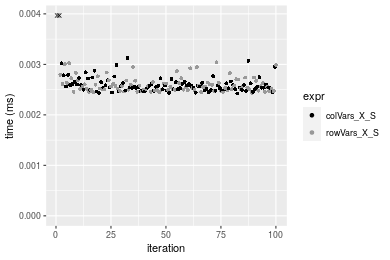 time (ms)
0.004
0.003
0.002
0.001
0.000
0
25
50
75
100
iteration
expr
colVars_X_S
rowVars_X_S